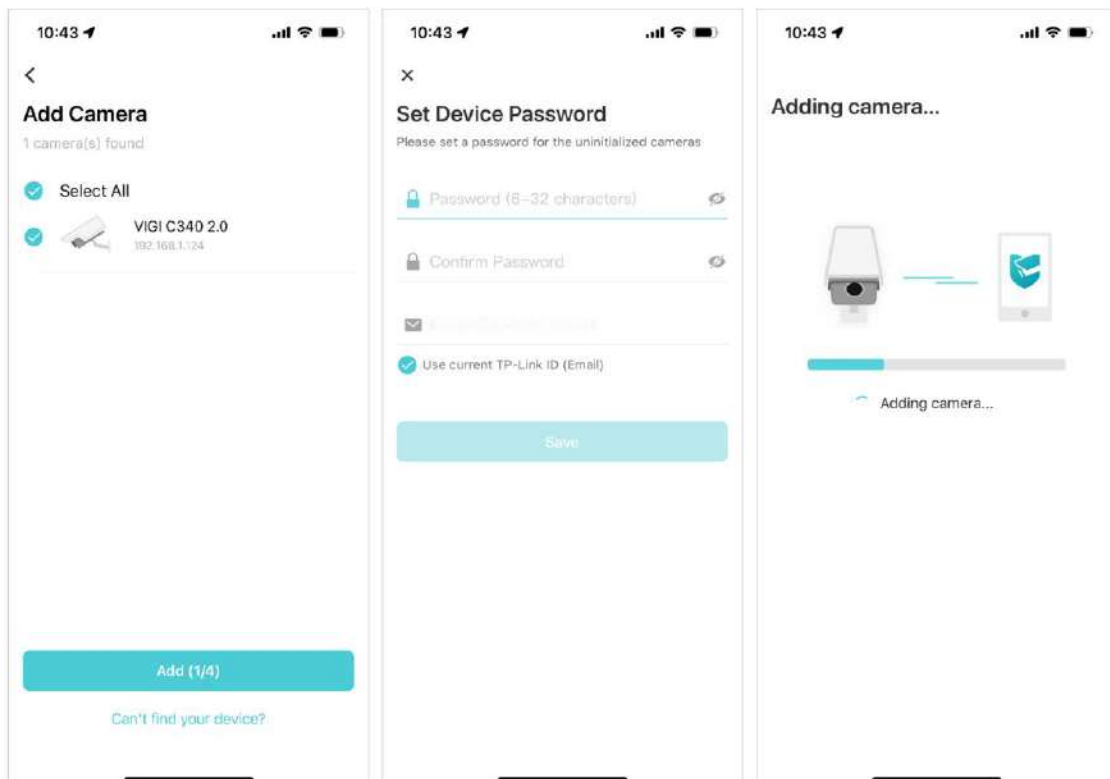 10:43
Add Camera
1 camera(s) found
Select All
VIGI C340 2.0
192.168.1.124
Add (1/4)
Can't find your device?
10:43
Set Device Password
Please set a password for the uninitialized cameras
Password (6-32 characters)
Confirm Password
Use current TP-Link ID (Email)
Save
10:43
Adding camera...
Adding camera...